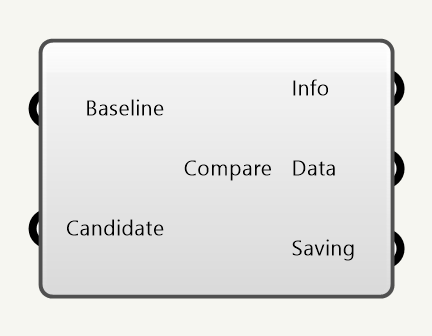 Baseline
Candidate
Compare
Info
Data
Saving